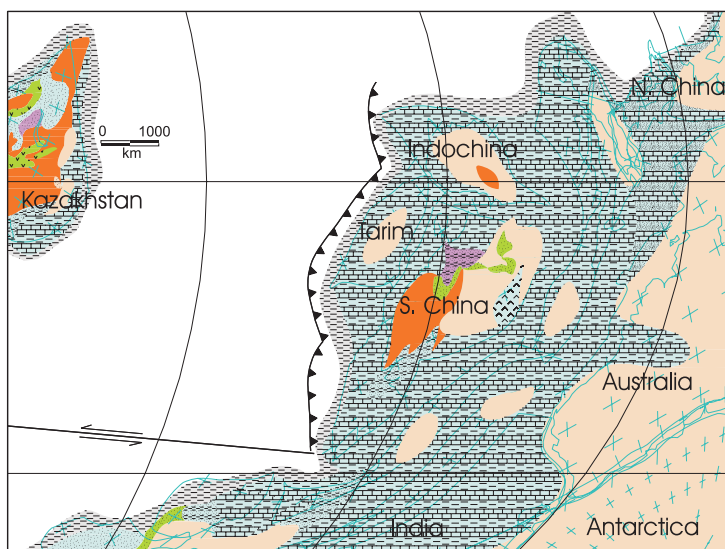 N. China
0 1000
km
Indochina
Kazakhstan
Tarim
S. China
Australia
India
Antarctica